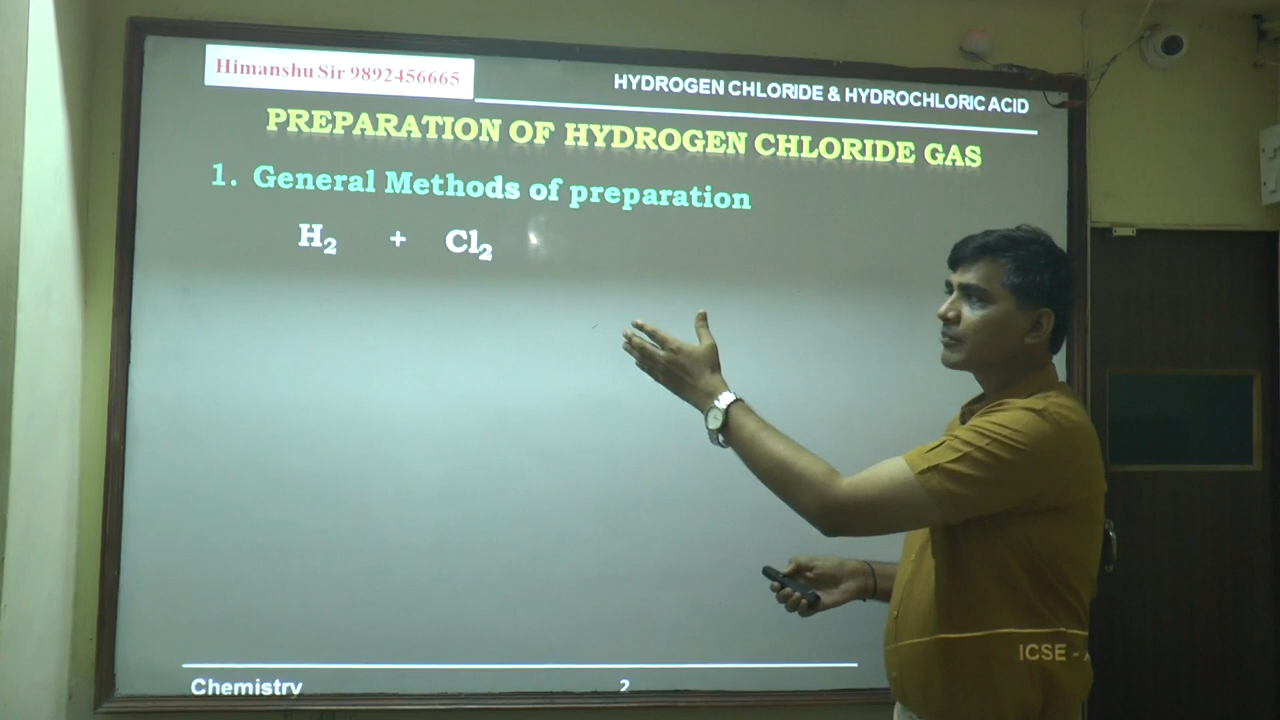 Himanshu Sir 9892456665
HYDROGEN CHLORIDE & HYDROCHLORIC ACID
PREPARATION OF HYDROGEN CHLORIDE GAS
1. General Methods of preparation
H₂ + Cl₂
ICSE -
Chemistry
2